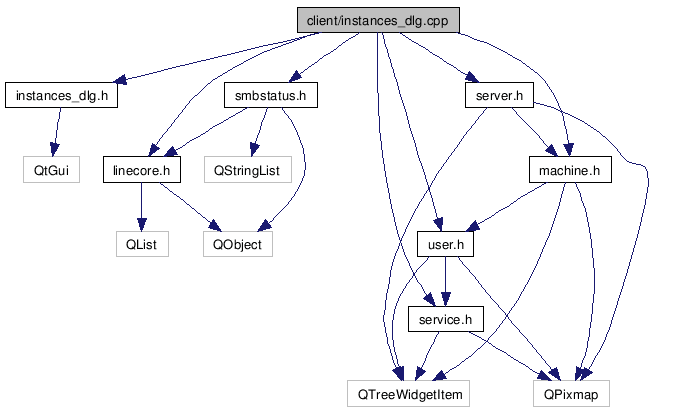 client/instances_dlg.cpp
instances_dlg.h
smbstatus.h
server.h
QtGui
linecore.h
QStringList
machine.h
QList
QObject
user.h
service.h
QTreeWidgetItem
QPixmap